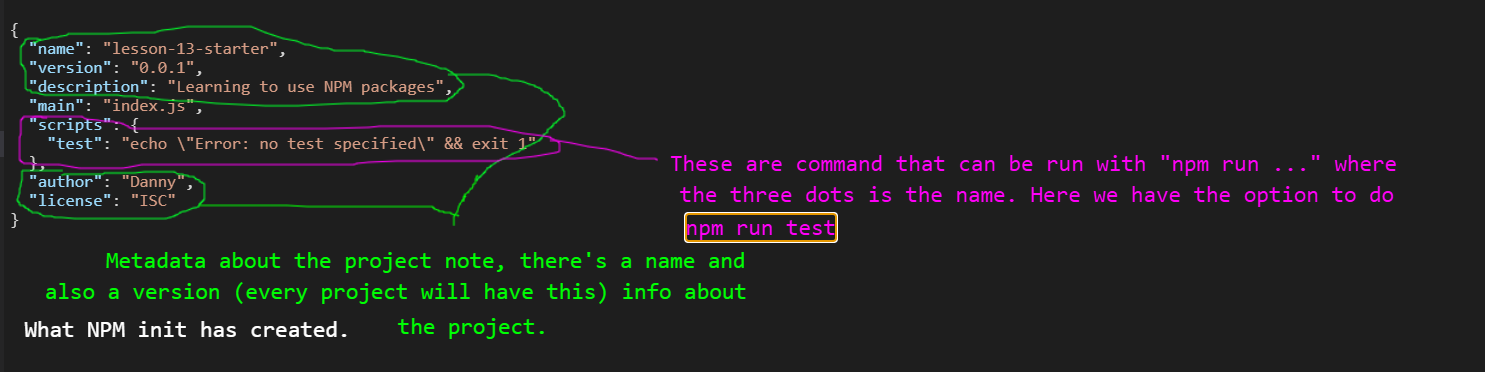 {
"name": "lesson-13-starter",
"version": "0.0.1",
"description": "Learning to use NPM packages",
"main": "index.js",
"scripts": {
"test": "echo \"Error: no test specified\" && exit 1"
},
"author": "Danny",
"license": "ISC"
}
These are command that can be run with "npm run ..." where
the three dots is the name. Here we have the option to do
npm run test
Metadata about the project note, there's a name and
also a version (every project will have this) info about
the project.
What NPM init has created.